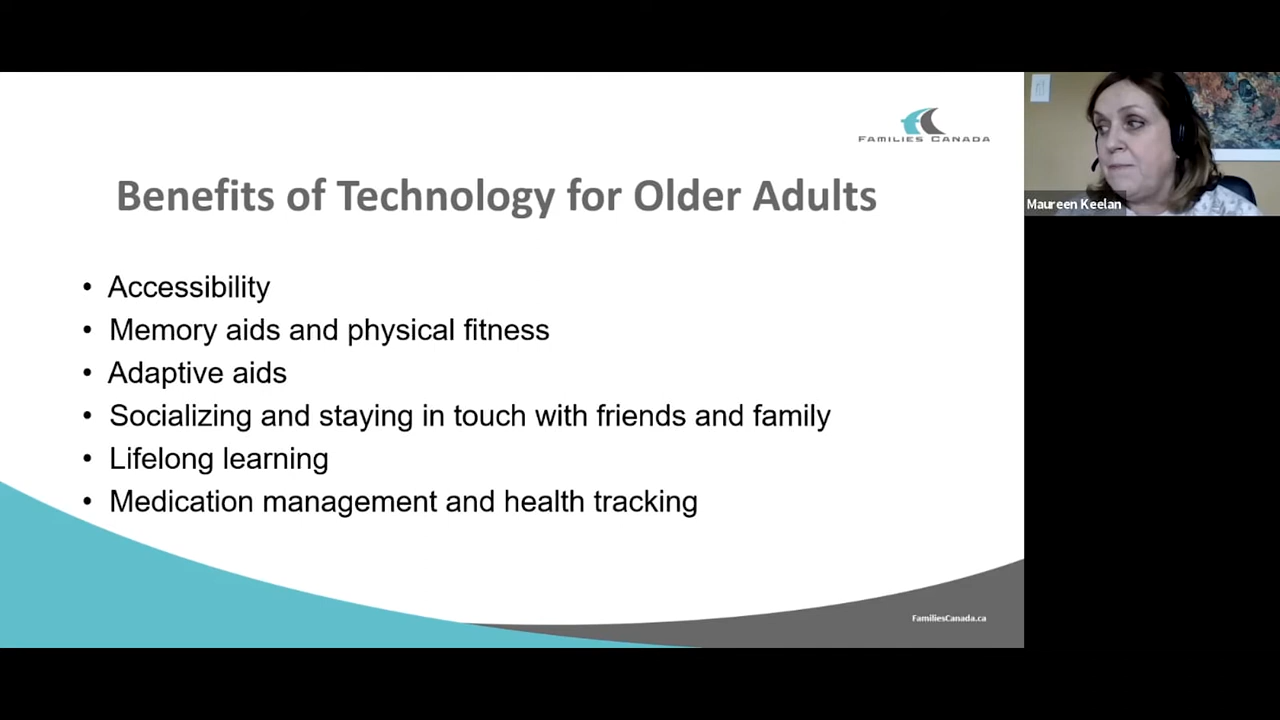 FAMILIES CANADA
Benefits of Technology for Older Adults
• Accessibility
• Memory aids and physical fitness
• Adaptive aids
• Socializing and staying in touch with friends and family
• Lifelong learning
• Medication management and health tracking
FamiliesCanada.ca
Maureen Keelan